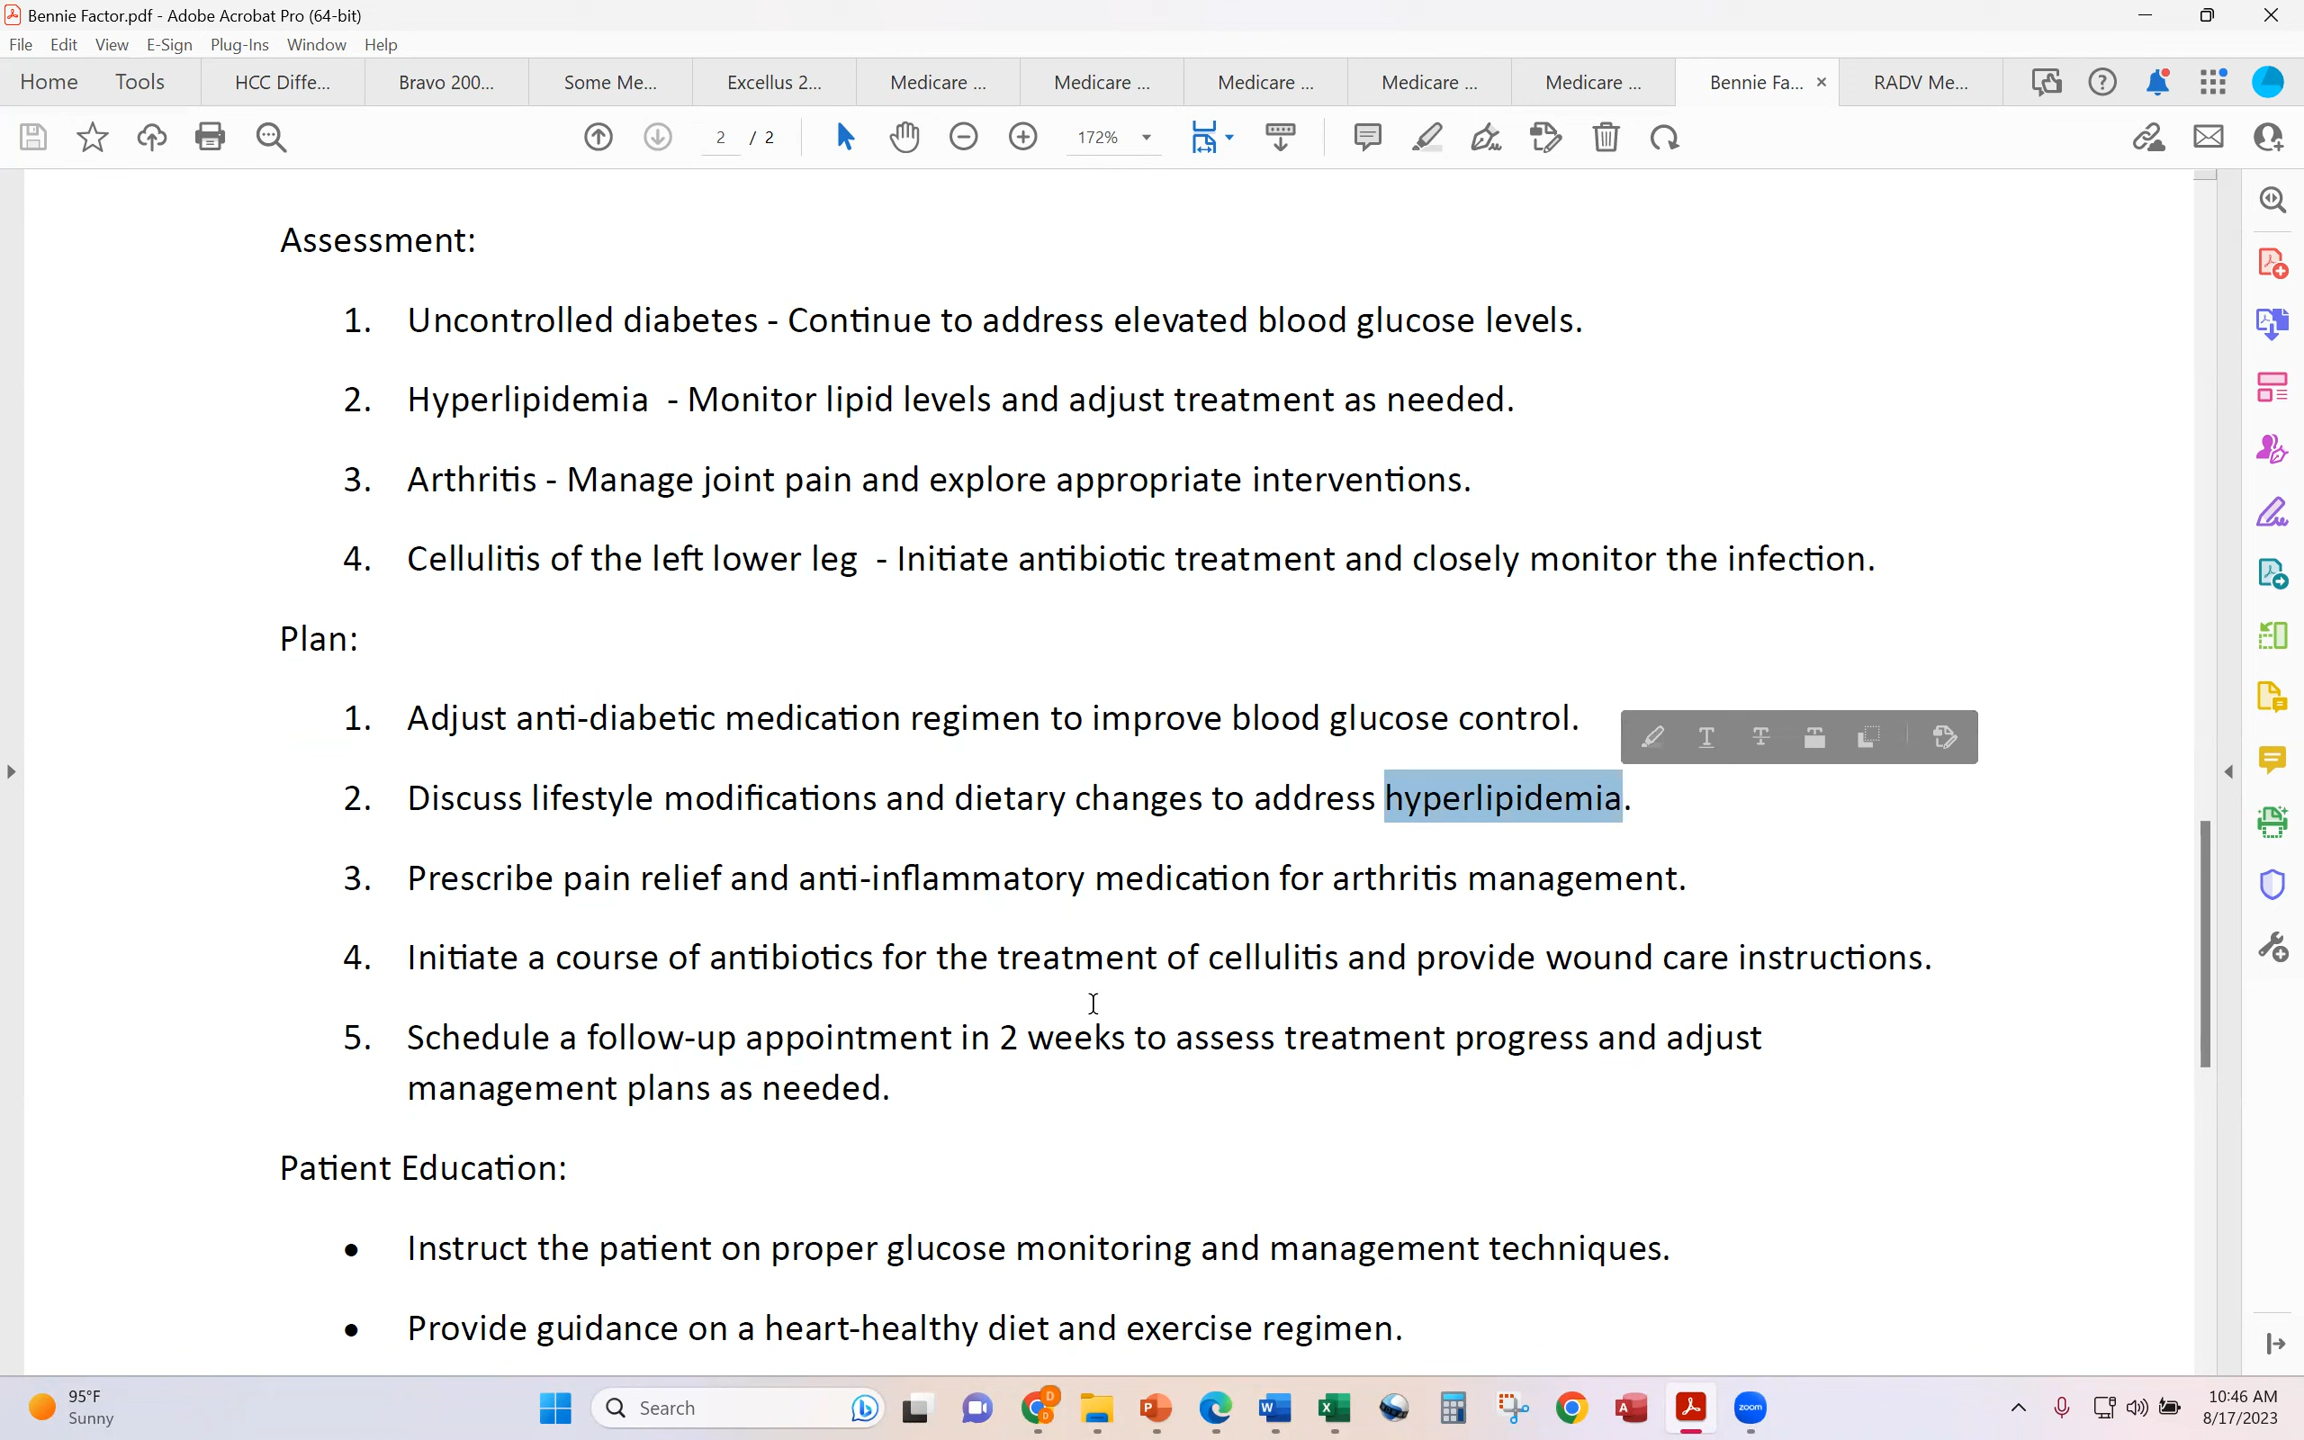 Bennie Factor.pdf - Adobe Acrobat Pro (64-bit)
File Edit View E-Sign Plug-Ins Window Help
Home Tools HCC Diffe... Bravo 200... Some Me... Excellus 2... Medicare ... Medicare ... Medicare ... Medicare ... Medicare ... Bennie Fa... × RADV Me...
2 / 2 172%
Assessment:
1. Uncontrolled diabetes - Continue to address elevated blood glucose levels.
2. Hyperlipidemia - Monitor lipid levels and adjust treatment as needed.
3. Arthritis - Manage joint pain and explore appropriate interventions.
4. Cellulitis of the left lower leg - Initiate antibiotic treatment and closely monitor the infection.
Plan:
1. Adjust anti-diabetic medication regimen to improve blood glucose control.
2. Discuss lifestyle modifications and dietary changes to address hyperlipidemia.
3. Prescribe pain relief and anti-inflammatory medication for arthritis management.
4. Initiate a course of antibiotics for the treatment of cellulitis and provide wound care instructions.
5. Schedule a follow-up appointment in 2 weeks to assess treatment progress and adjust
management plans as needed.
Patient Education:
• Instruct the patient on proper glucose monitoring and management techniques.
• Provide guidance on a heart-healthy diet and exercise regimen.
95°F
Sunny
Search
zoom
10:46 AM
8/17/2023